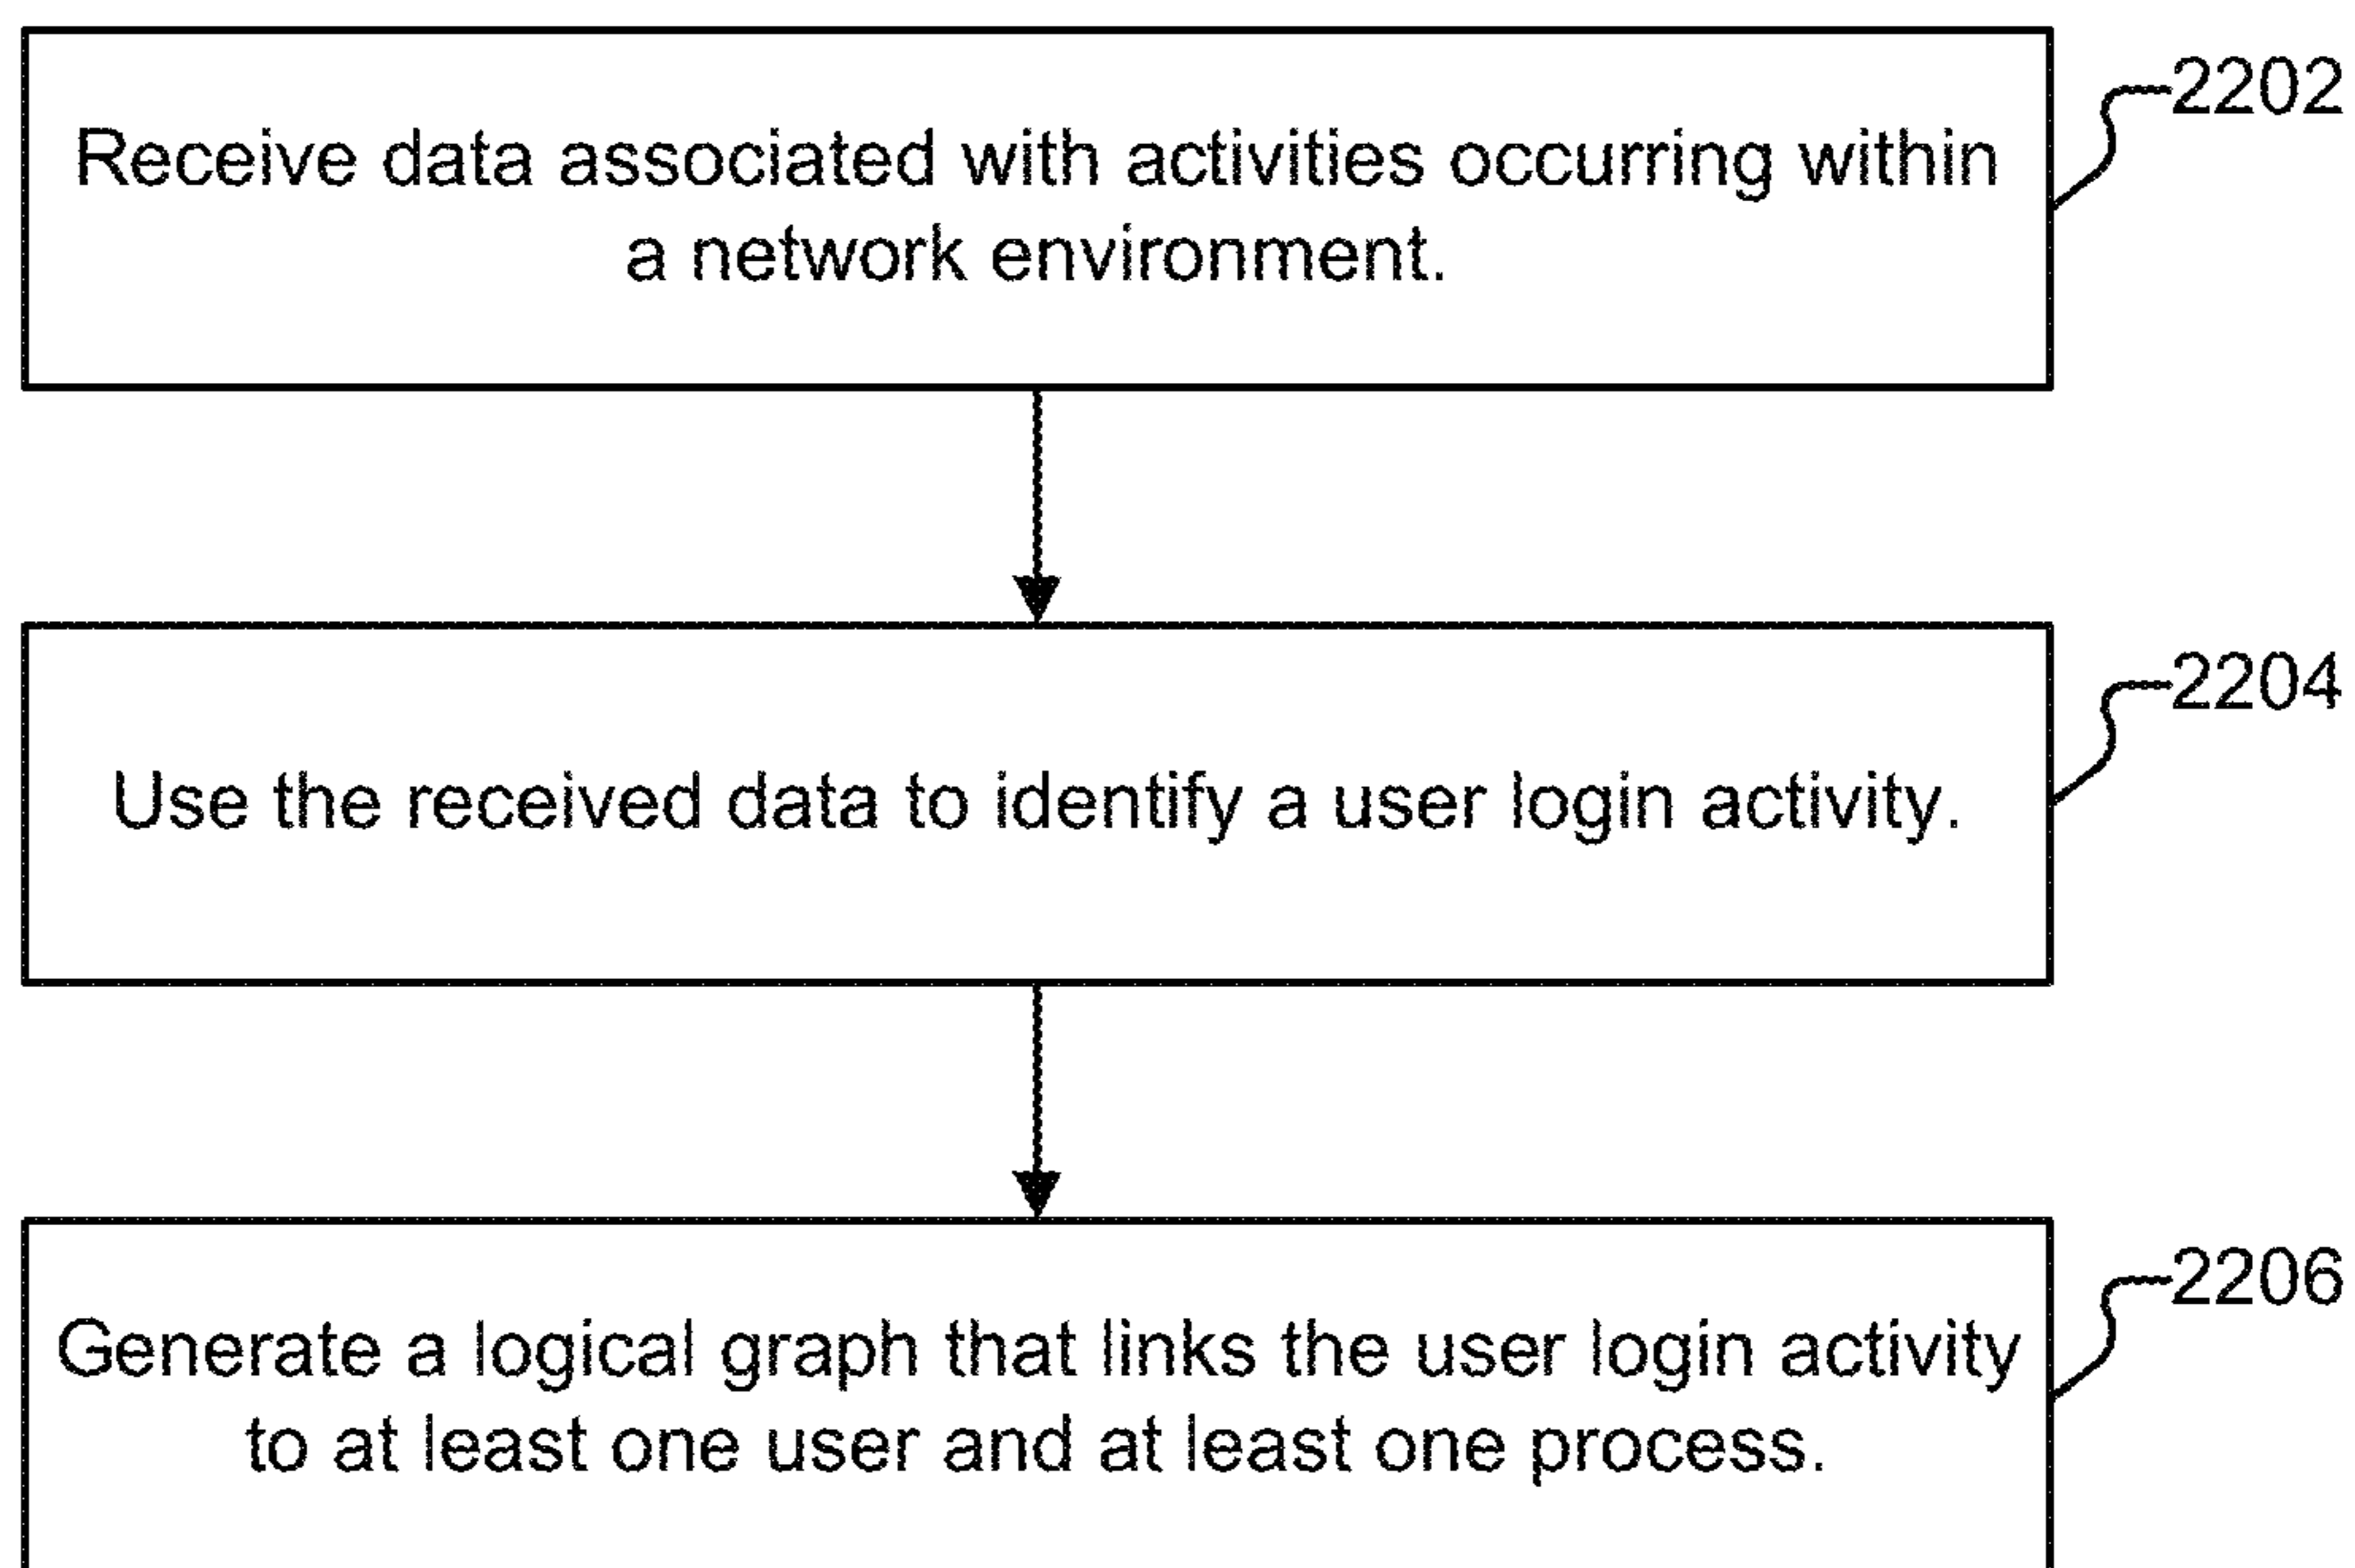 2202
Receive data associated with activities occurring within
a network environment.
2204
Use the received data to identify a user login activity.
2206
Generate a logical graph that links the user login activity
to at least one user and at least one process.